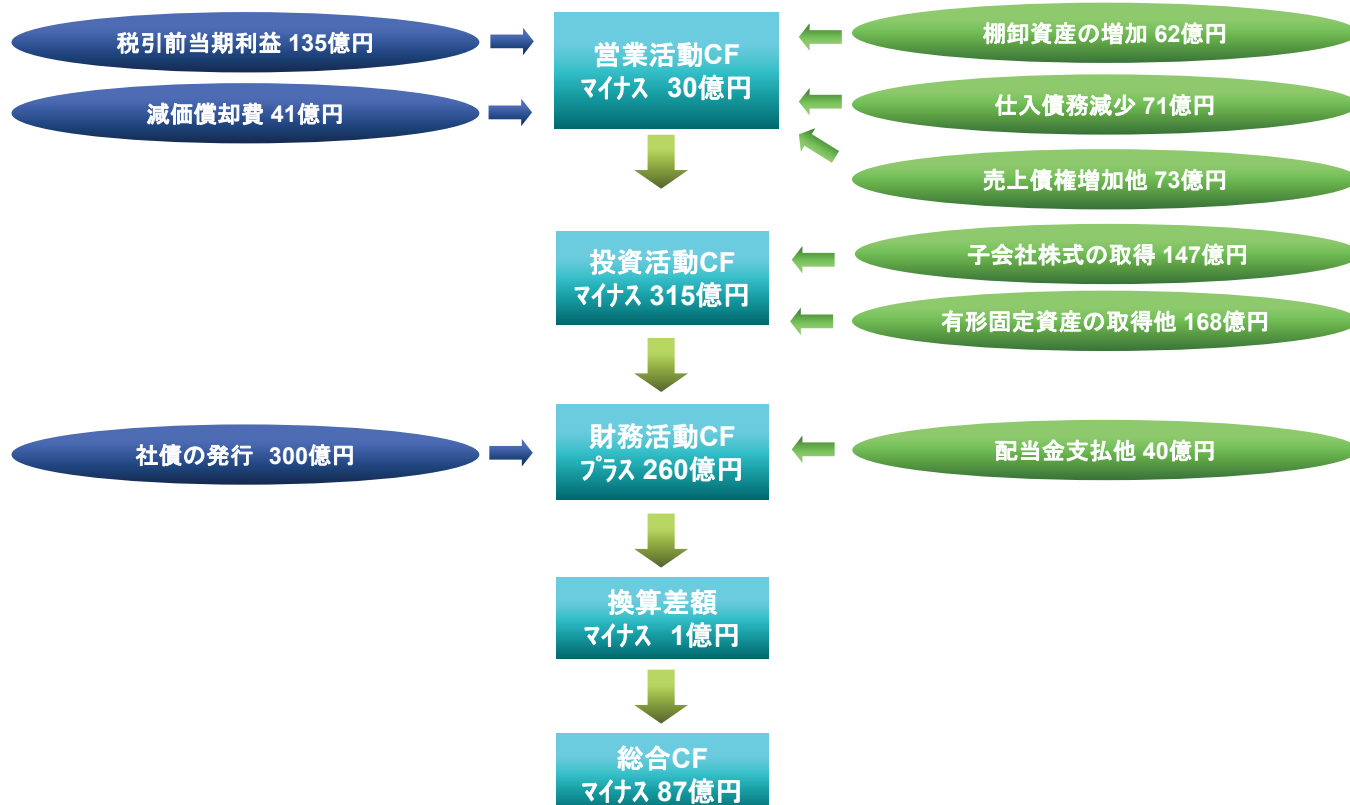 税引前当期利益 135億円
減価償却費 41億円
営業活動CF
マイナス 30億円
棚卸資産の増加 62億円
仕入債務減少 71億円
売上債権増加他 73億円
投資活動CF
マイナス 315億円
子会社株式の取得 147億円
有形固定資産の取得他 168億円
社債の発行 300億円
財務活動CF
プラス 260億円
配当金支払他 40億円
換算差額
マイナス 1億円
総合CF
マイナス 87億円